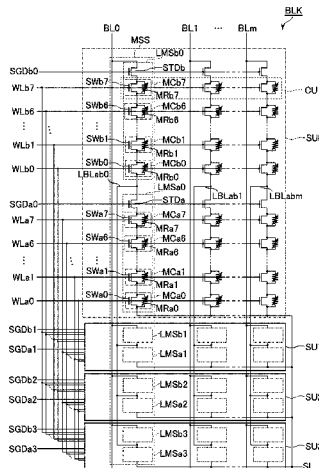 BLK
BL0 BL1 ... BLm
MSS
LMSb0
SGDb0 STDb
SWb7 MCb7 CU
WLb7 MRb7
SWb6 MCb6
WLb6 MRb6
SWb1 MCb1
WLb1 MRb1
SWb0 MCb0
WLb0 MRb0
LBLab0 LMSa0 LBLab1 LBLabm
SGDa0 STDa
SWa7 MCa7
WLa7 MRa7
SWa6 MCa6
WLa6 MRa6
SWa1 MCa1
WLa1 MRa1
SWa0 MCa0
WLa0 MRa0
SGDb1 LMSb1
SGDa1 LMSa1 SU1
SGDb2 LMSb2
SGDa2 LMSa2
SGDb3 LMSb3
SGDa3 LMSa3
SL